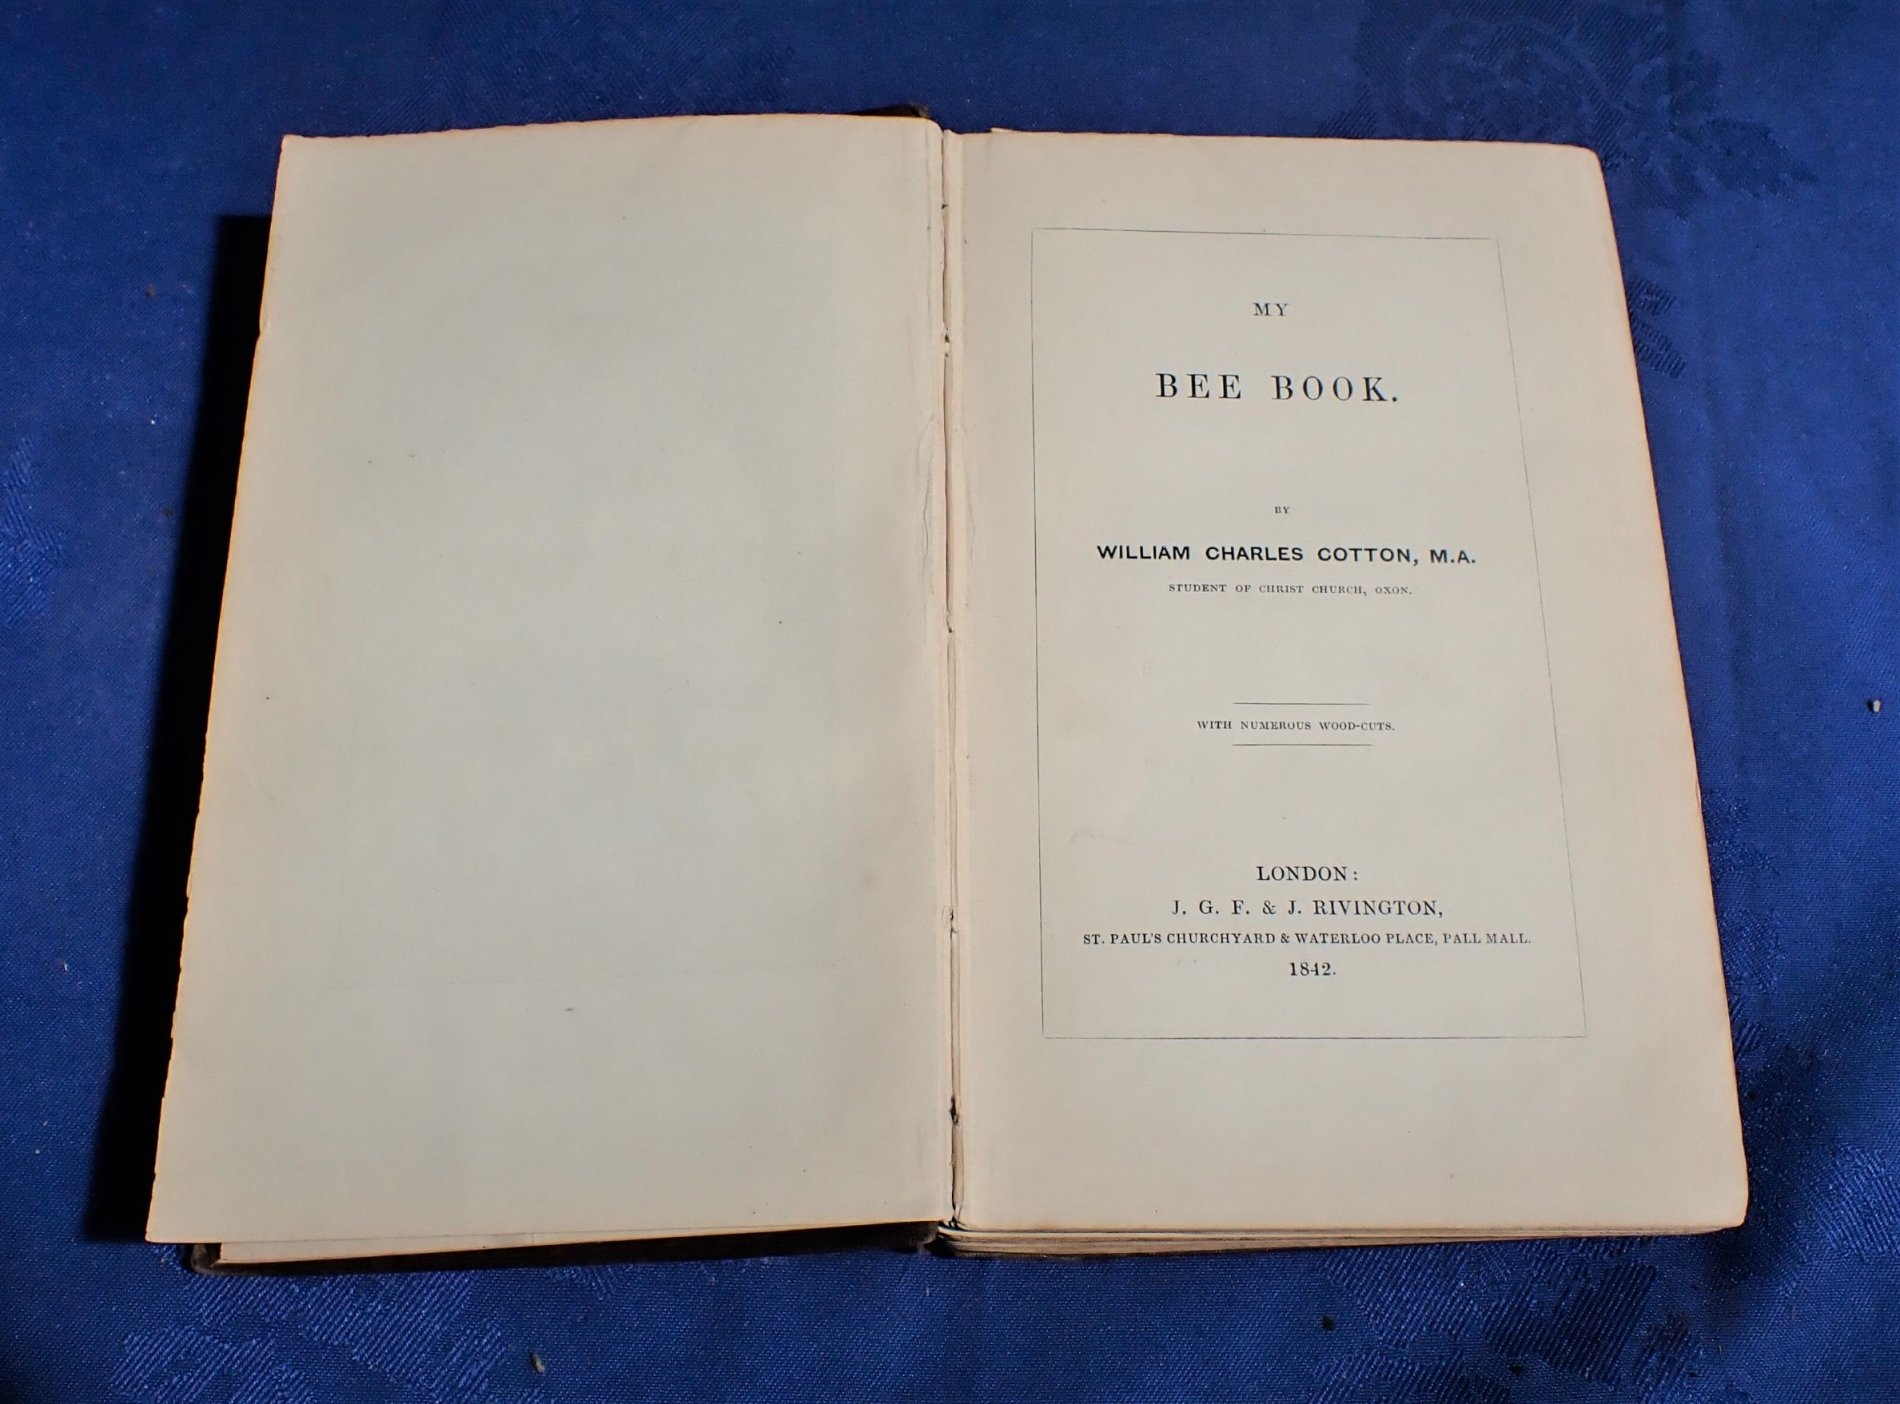 MY
BEE BOOK.
BY
WILLIAM CHARLES COTTON, M.A.
STUDENT OF CHRIST CHURCH, OXON.
WITH NUMEROUS WOOD-CUTS.
LONDON:
J. G. F. & J. RIVINGTON,
ST. PAUL'S CHURCHYARD & WATERLOO PLACE, PALL MALL.
1842.